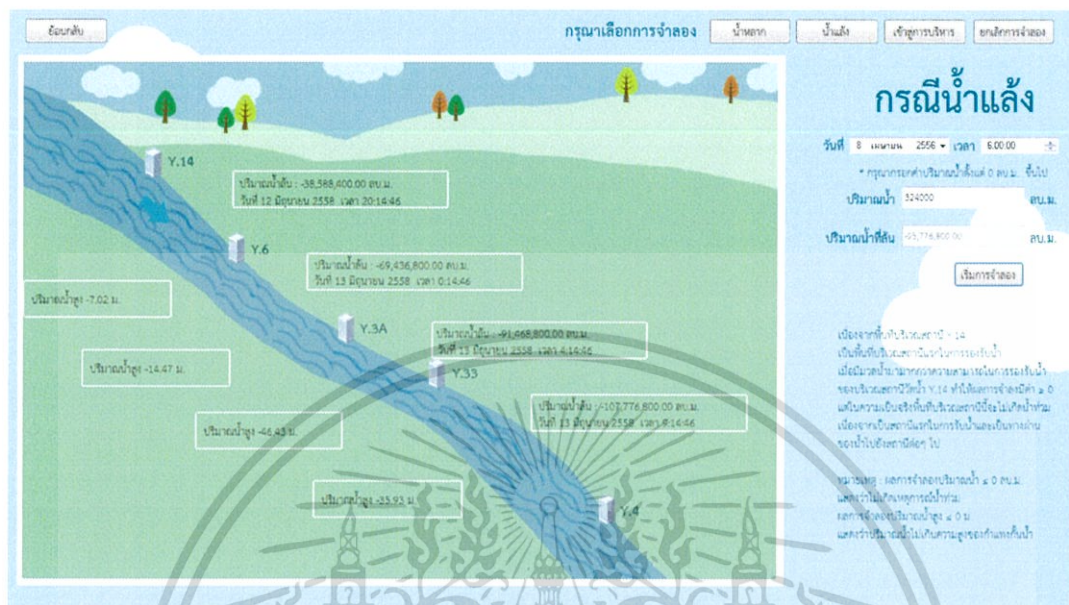 ย้อนกลับ
กรุณาเลือกการจำลอง
น้ำหลาก
น้ำแล้ง
เข้าสู่การบริหาร
ยกเลิกการจำลอง
กรณีน้ำแล้ง
วันที่ 8 เมษายน 2556 เวลา 6:00:00
* กรุณากรอกค่าปริมาณน้ำตั้งแต่ 0 ลบ.ม. ขึ้นไป
ปริมาณน้ำ 324000 ลบ.ม.
ปริมาณน้ำที่ล้น ลบ.ม.
เริ่มการจำลอง
Y.14
ปริมาณน้ำล้น : -38,588,400.00 ลบ.ม.
วันที่ 12 มิถุนายน 2558 เวลา 20:14:46
Y.6
ปริมาณน้ำล้น : -69,436,800.00 ลบ.ม.
วันที่ 13 มิถุนายน 2558 เวลา 0:14:46
ปริมาณน้ำสูง -7.02 ม.
Y.3A
ปริมาณน้ำล้น : -91,468,800.00 ลบ.ม.
วันที่ 13 มิถุนายน 2558 เวลา 4:14:46
ปริมาณน้ำสูง -14.47 ม.
Y.33
ปริมาณน้ำล้น : -107,776,800.00 ลบ.ม.
วันที่ 13 มิถุนายน 2558 เวลา 9:14:46
ปริมาณน้ำสูง -46.43 ม.
ปริมาณน้ำสูง -35.93 ม.
Y.4
เนื่องจากพื้นที่บริเวณสถานี Y.14
เป็นพื้นที่บริเวณสถานีแรกในการรองรับน้ำ
เมื่อมีมวลน้ำมามากกว่าความสามารถในการรองรับน้ำ
ของบริเวณสถานีวัดน้ำ Y.14 ทำให้ผลการจำลองมีค่า ≥ 0
แต่ในความเป็นจริงพื้นที่บริเวณสถานีนี้จะไม่เกิดน้ำท่วม
เนื่องจากเป็นสถานีแรกในการรับน้ำและเป็นทางผ่าน
ของน้ำไปยังสถานีต่อๆ ไป
หมายเหตุ : ผลการจำลองปริมาณน้ำ ≤ 0 ลบ.ม.
แสดงว่าไม่เกิดเหตุการณ์น้ำท่วม
ผลการจำลองปริมาณน้ำสูง ≤ 0 ม
แสดงว่าปริมาณน้ำไม่เกินความสูงของกำแพงกั้นน้ำ